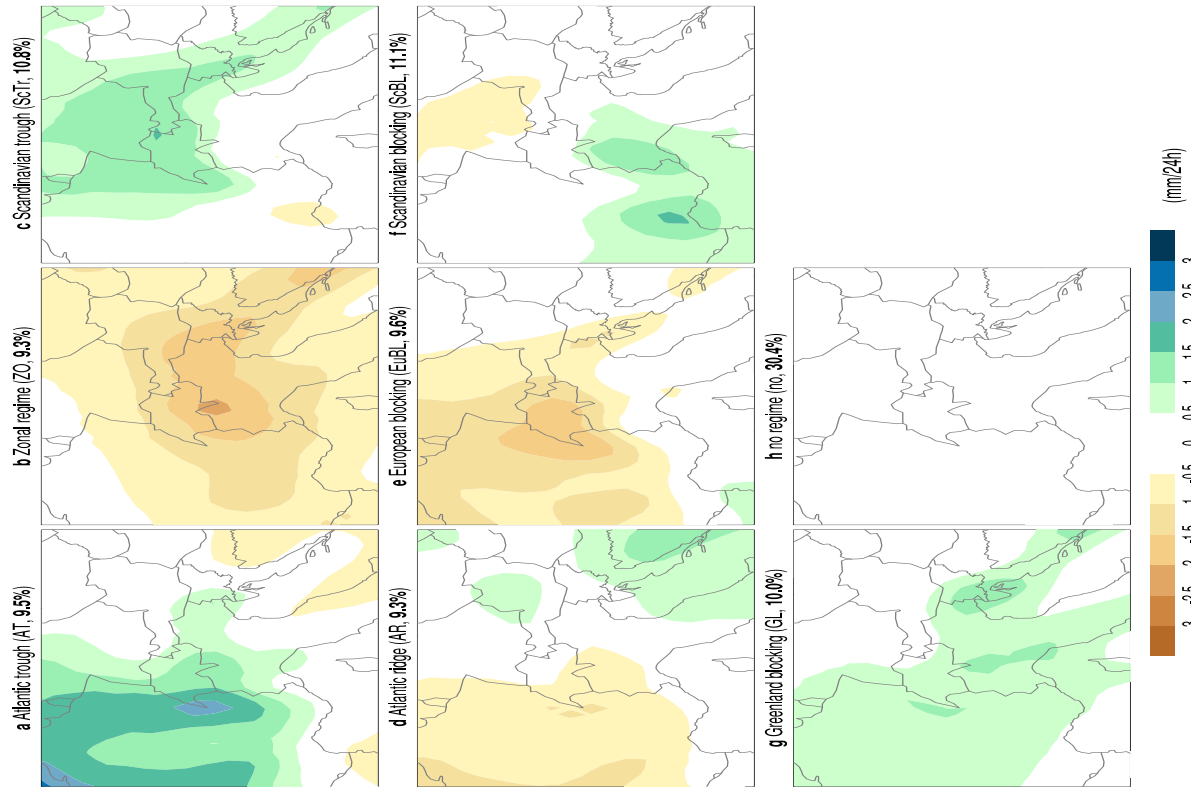 a Atlantic trough (AT, 9.5%)
b Zonal regime (ZO, 9.3%)
c Scandinavian trough (ScTr, 10.8%)
d Atlantic ridge (AR, 9.3%)
e European blocking (EuBL, 9.6%)
f Scandinavian blocking (ScBL, 11.1%)
g Greenland blocking (GL, 10.0%)
h no regime (no, 30.4%)
-3 -2.5 -2 -1.5 -1 -0.5 0 0.5 1 1.5 2 2.5 3
(mm/24h)